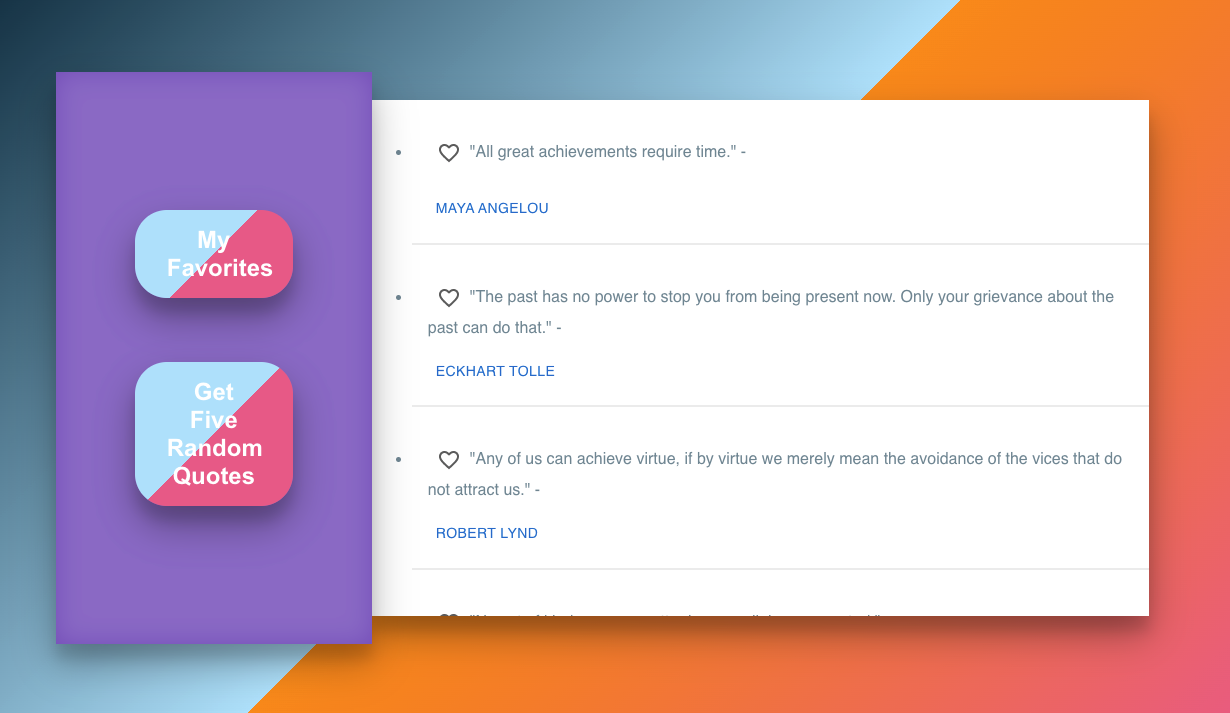 My
Favorites
Get
Five
Random
Quotes
"All great achievements require time." -
MAYA ANGELOU
"The past has no power to stop you from being present now. Only your grievance about the
past can do that." -
ECKHART TOLLE
"Any of us can achieve virtue, if by virtue we merely mean the avoidance of the vices that do
not attract us." -
ROBERT LYND